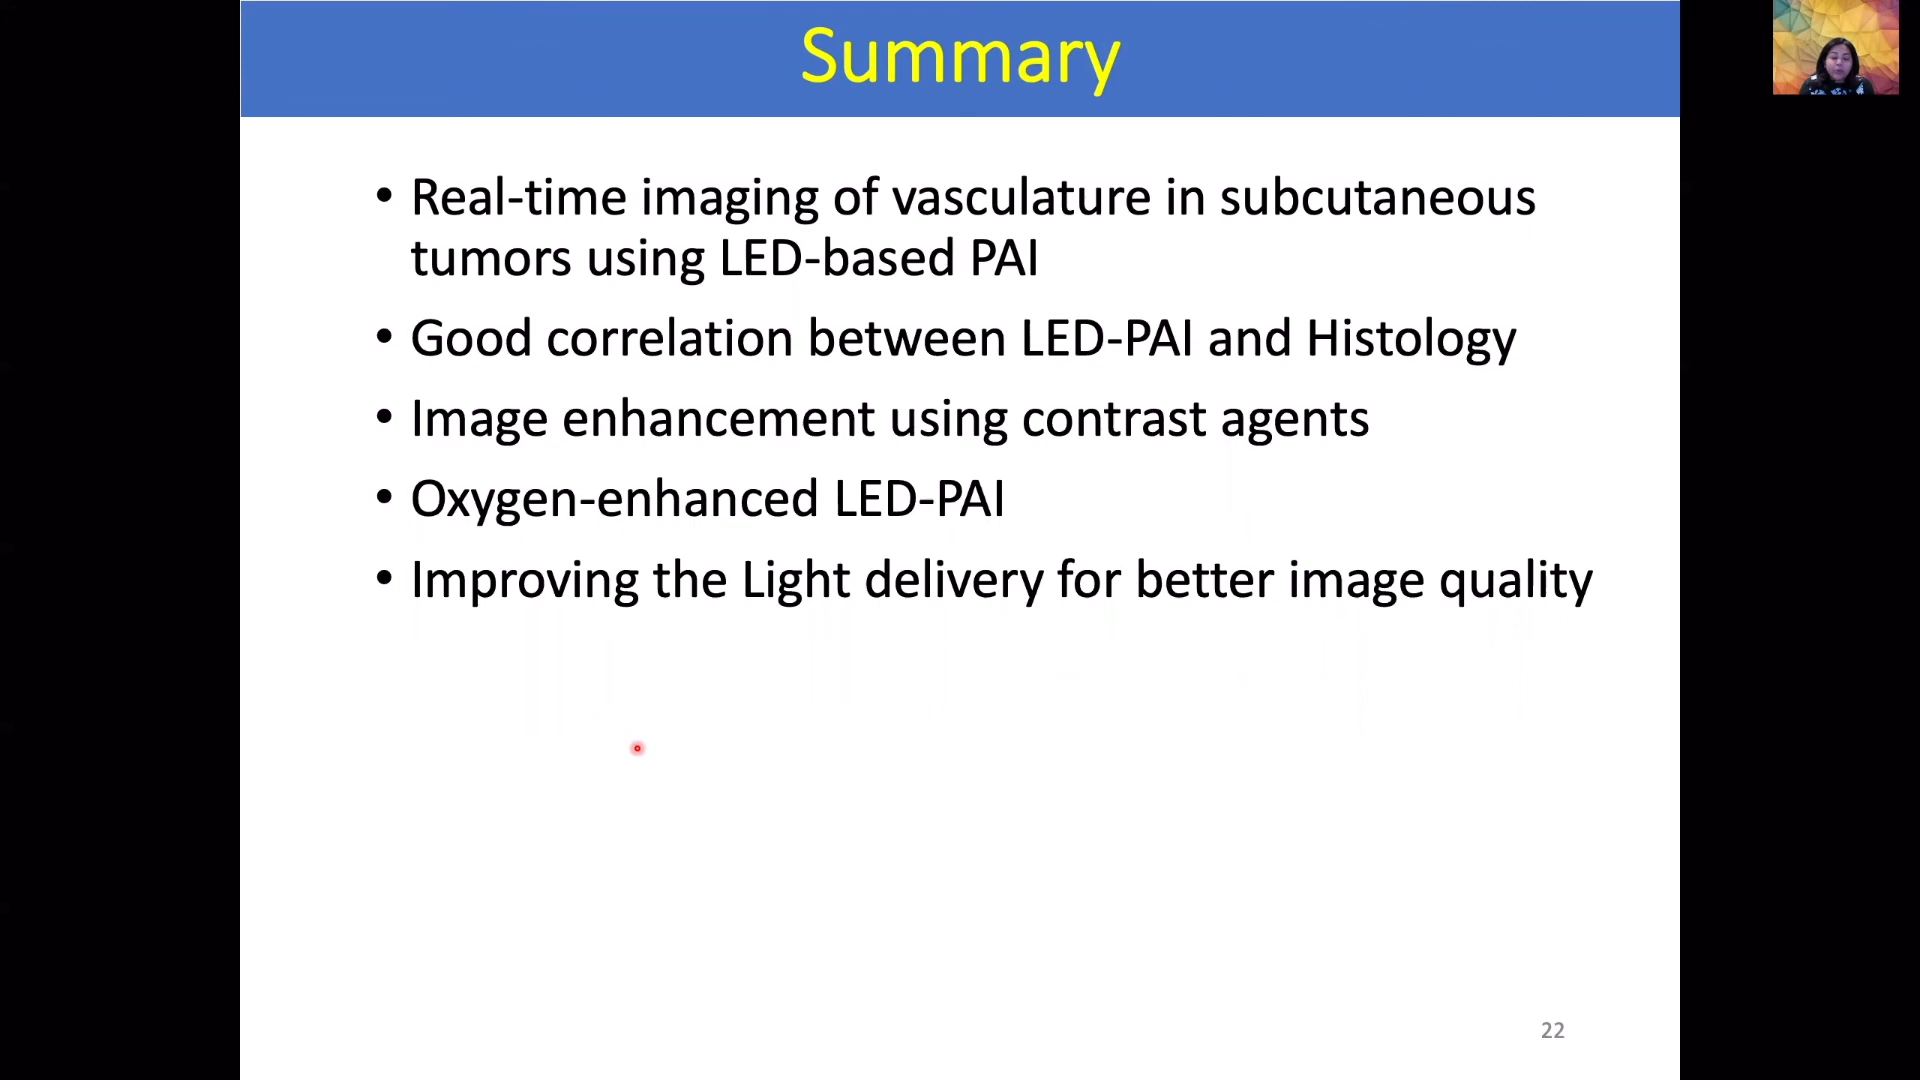 Summary
• Real-time imaging of vasculature in subcutaneous
tumors using LED-based PAI
• Good correlation between LED-PAI and Histology
• Image enhancement using contrast agents
• Oxygen-enhanced LED-PAI
• Improving the Light delivery for better image quality
22